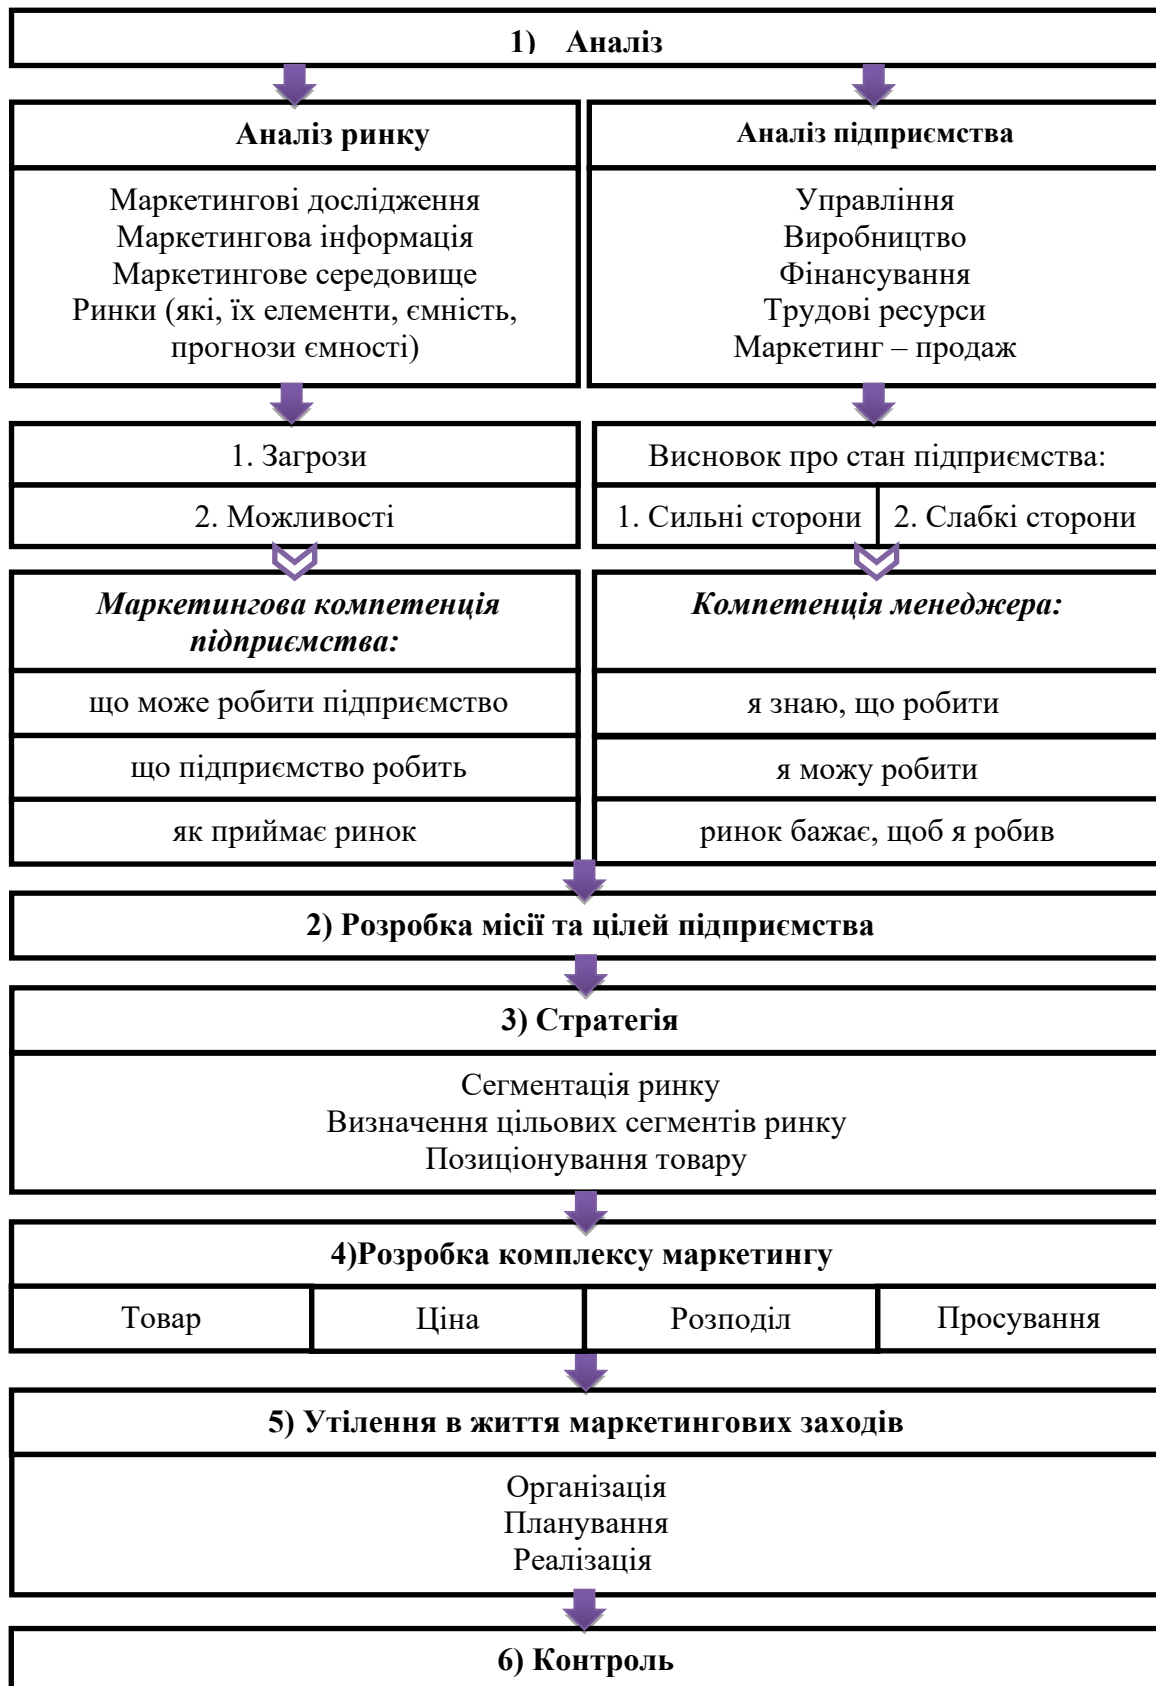 1) Аналіз
Аналіз ринку
Маркетингові дослідження
Маркетингова інформація
Маркетингове середовище
Ринки (які, їх елементи, ємність,
прогнози ємності)
Аналіз підприємства
Управління
Виробництво
Фінансування
Трудові ресурси
Маркетинг – продаж
1. Загрози
2. Можливості
Висновок про стан підприємства:
1. Сильні сторони
2. Слабкі сторони
Маркетингова компетенція
підприємства:
що може робити підприємство
що підприємство робить
як приймає ринок
Компетенція менеджера:
я знаю, що робити
я можу робити
ринок бажає, щоб я робив
2) Розробка місії та цілей підприємства
3) Стратегія
Сегментація ринку
Визначення цільових сегментів ринку
Позиціонування товару
4)Розробка комплексу маркетингу
Товар
Ціна
Розподіл
Просування
5) Утілення в життя маркетингових заходів
Організація
Планування
Реалізація
6) Контроль